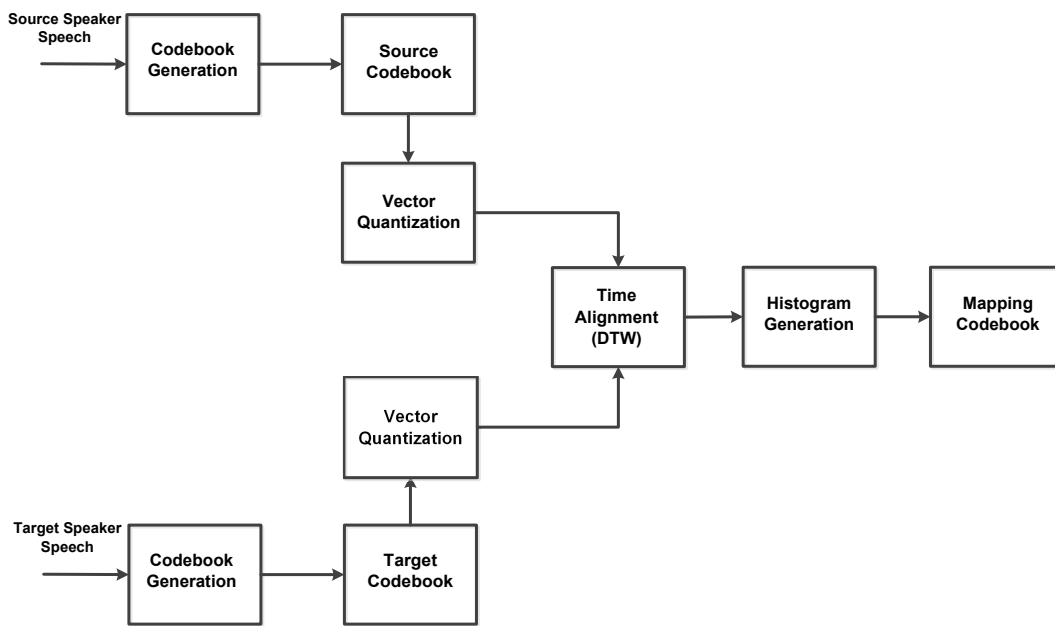 Source Speaker
Speech
Codebook
Generation
Source
Codebook
Vector
Quantization
Time
Alignment
(DTW)
Histogram
Generation
Mapping
Codebook
Vector
Quantization
Target Speaker
Speech
Codebook
Generation
Target
Codebook